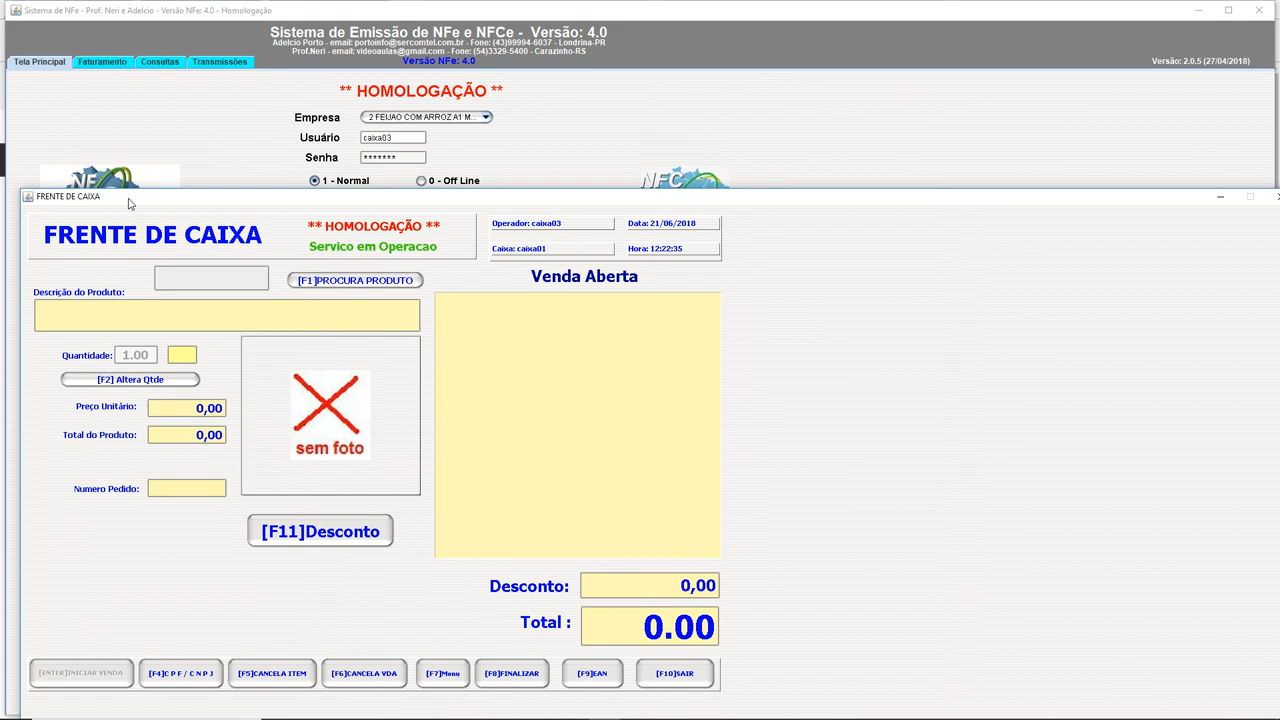 Sistema de NFe - Prof. Neri e Adelcio - Versão NFe: 4.0 - Homologação
Sistema de Emissão de NFe e NFCe - Versão: 4.0
Adelcio Porto - email: portoinfo@sercomtel.com.br - Fone: (43)99994-6037 - Londrina-PR
Prof.Neri - email: videoaulas@gmail.com - Fone: (54)3329-5400 - Carazinho-RS
Versão NFe: 4.0
Tela Principal Faturamento Consultas Transmissões
Versão: 2.0.5 (27/04/2018)
** HOMOLOGAÇÃO **
Empresa 2 FEIJAO COM ARROZ A1 M...
Usuário caixa03
Senha *******
1 - Normal 0 - Off Line
NF
NFC
FRENTE DE CAIXA
FRENTE DE CAIXA
** HOMOLOGAÇÃO **
Servico em Operacao
Operador: caixa03 Data: 21/06/2018
Caixa: caixa01 Hora: 12:22:35
[F1]PROCURA PRODUTO
Venda Aberta
Descrição do Produto:
Quantidade: 1.00
[F2] Altera Qtde
Preço Unitário: 0,00
Total do Produto: 0,00
sem foto
Numero Pedido:
[F11]Desconto
Desconto: 0,00
Total : 0.00
[ENTER]INICIAR VENDA [F4]C P F / C N P J [F5]CANCELA ITEM [F6]CANCELA VDA [F7]Menu [F8]FINALIZAR [F9]EAN [F10]SAIR